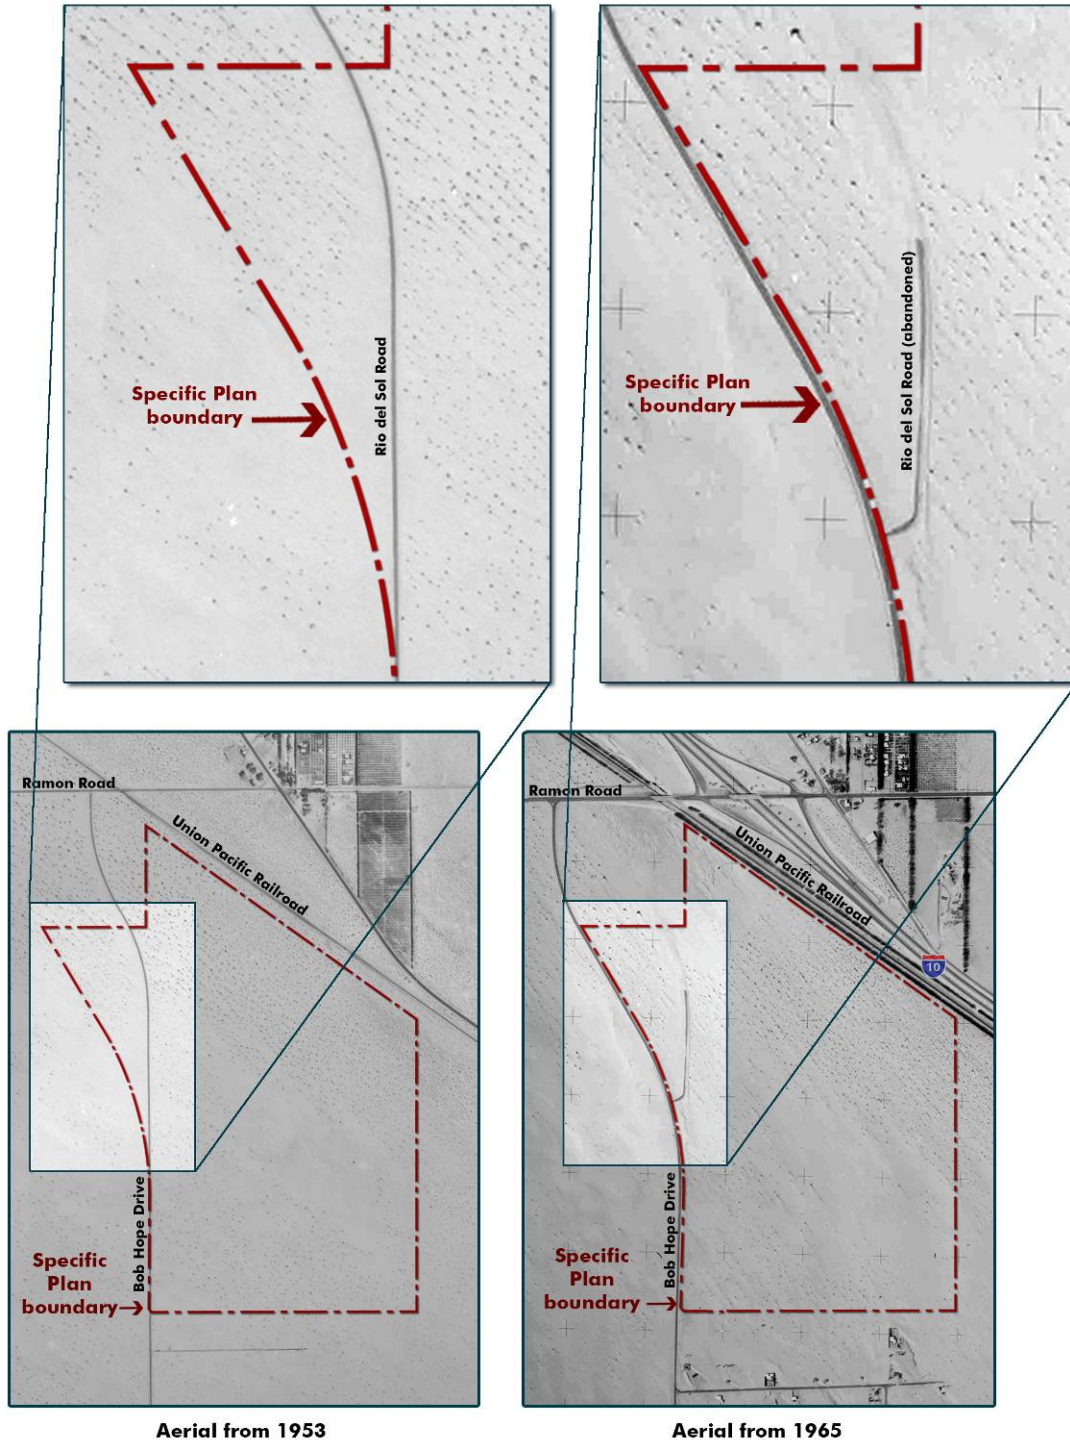 Specific Plan
boundary
Rio del Sol Road
Specific Plan
boundary
Rio del Sol Road (abandoned)
Ramon Road
Union Pacific Railroad
Bob Hope Drive
Specific
Plan
boundary
Ramon Road
Union Pacific Railroad
10
Bob Hope Drive
Specific
Plan
boundary
Aerial from 1953
Aerial from 1965